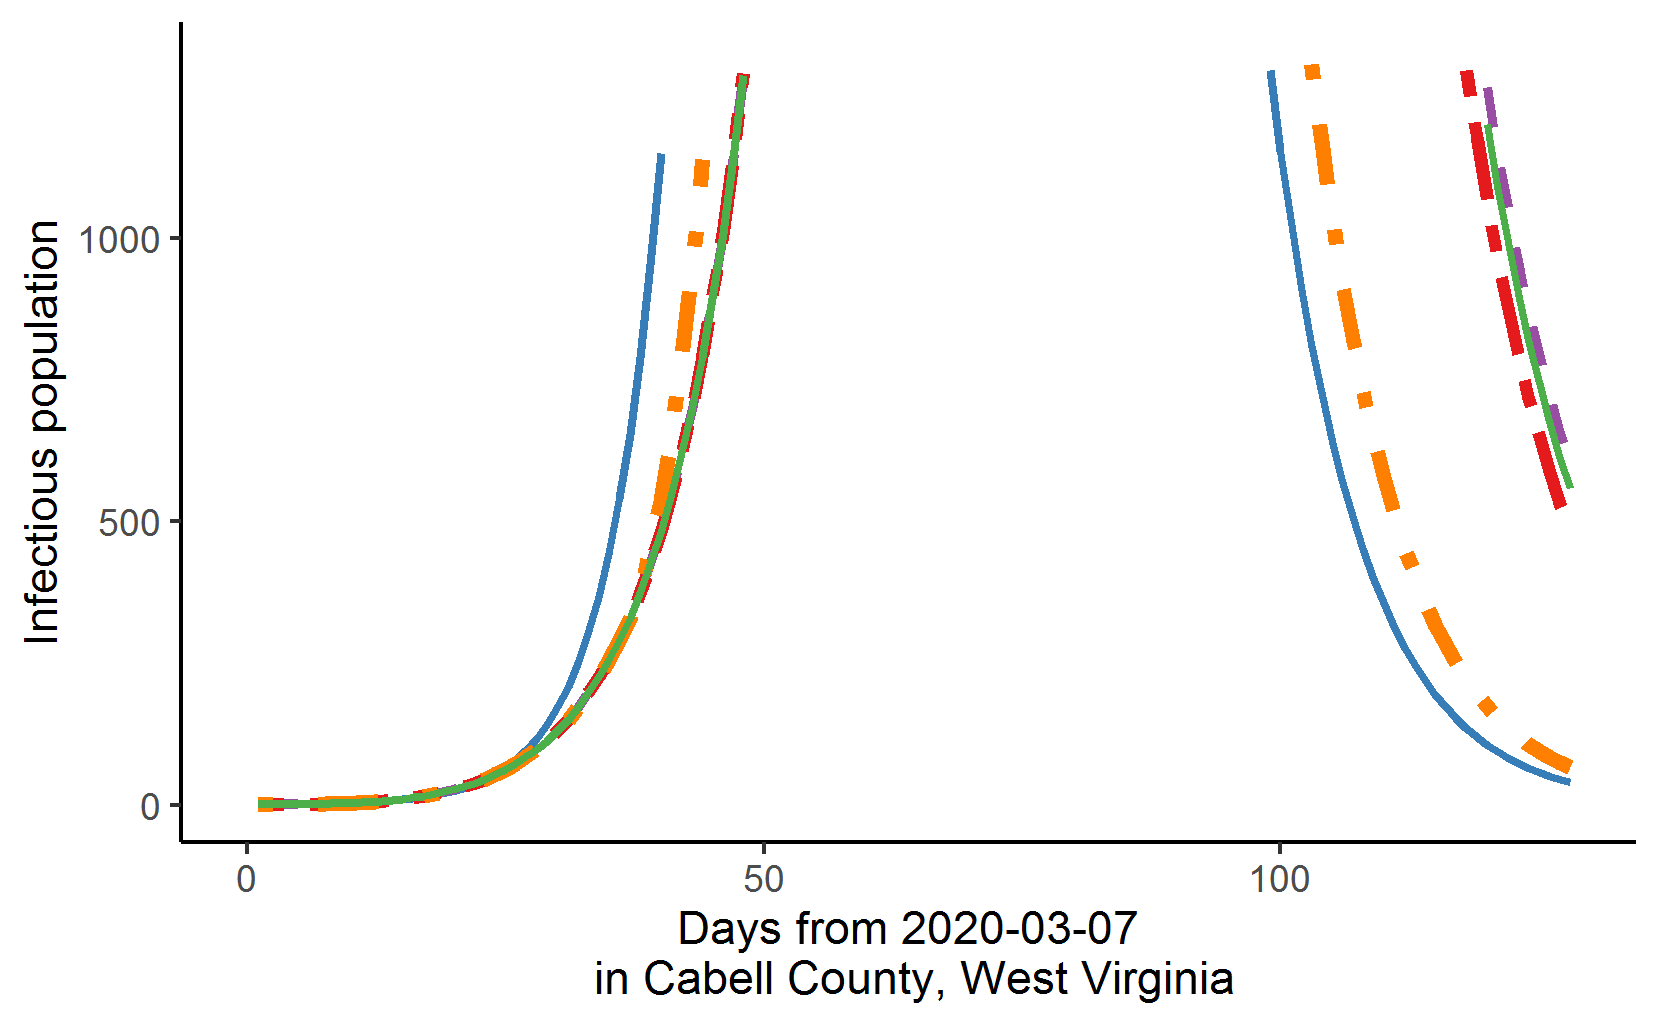 Infectious population
1000
500
0
0 50 100
Days from 2020-03-07
in Cabell County, West Virginia